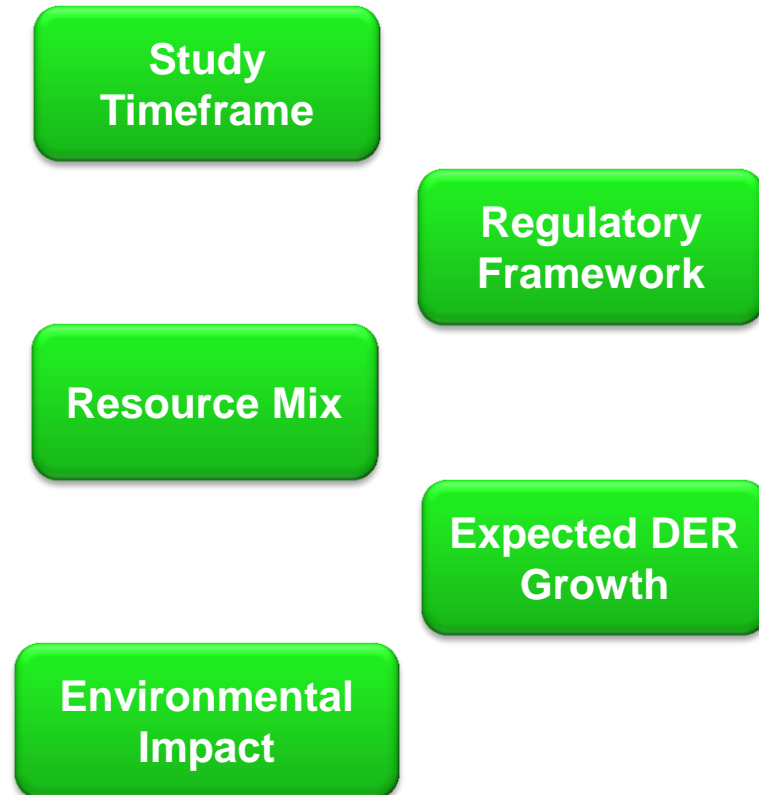 Study
Timeframe
Regulatory
Framework
Resource Mix
Expected DER
Growth
Environmental
Impact